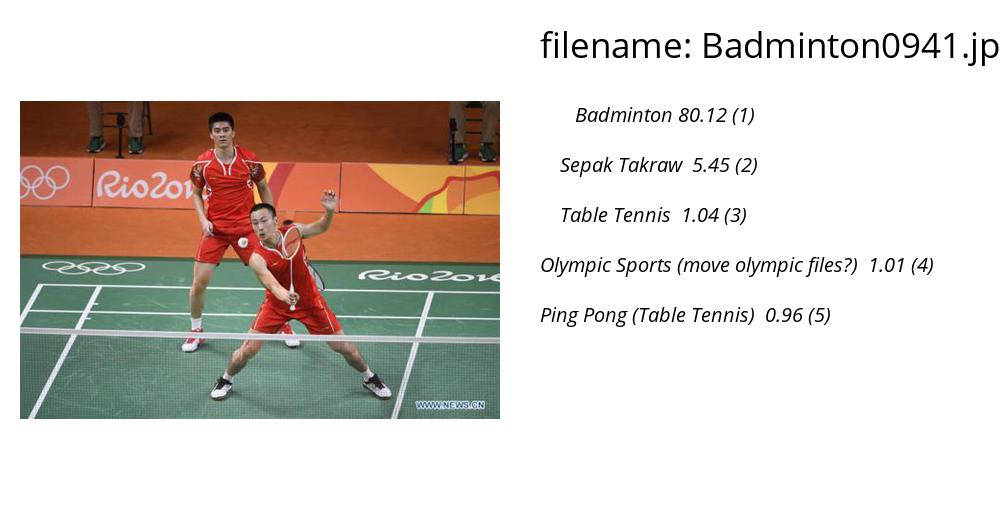 filename: Badminton0941.jp
Badminton 80.12 (1)
Sepak Takraw 5.45 (2)
Table Tennis 1.04 (3)
Olympic Sports (move olympic files?) 1.01 (4)
Ping Pong (Table Tennis) 0.96 (5)
Rio201
Rio2016
WWW.NEWS.CN